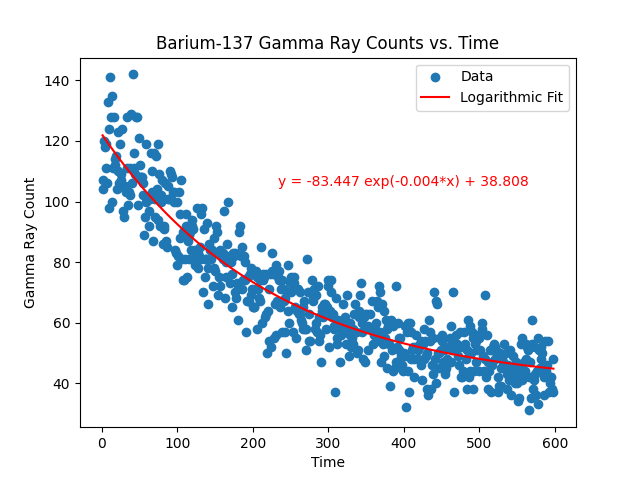 Barium-137 Gamma Ray Counts vs. Time
Data
Logarithmic Fit
y = -83.447 exp(-0.004*x) + 38.808
Gamma Ray Count
140
120
100
80
60
40
0 100 200 300 400 500 600
Time